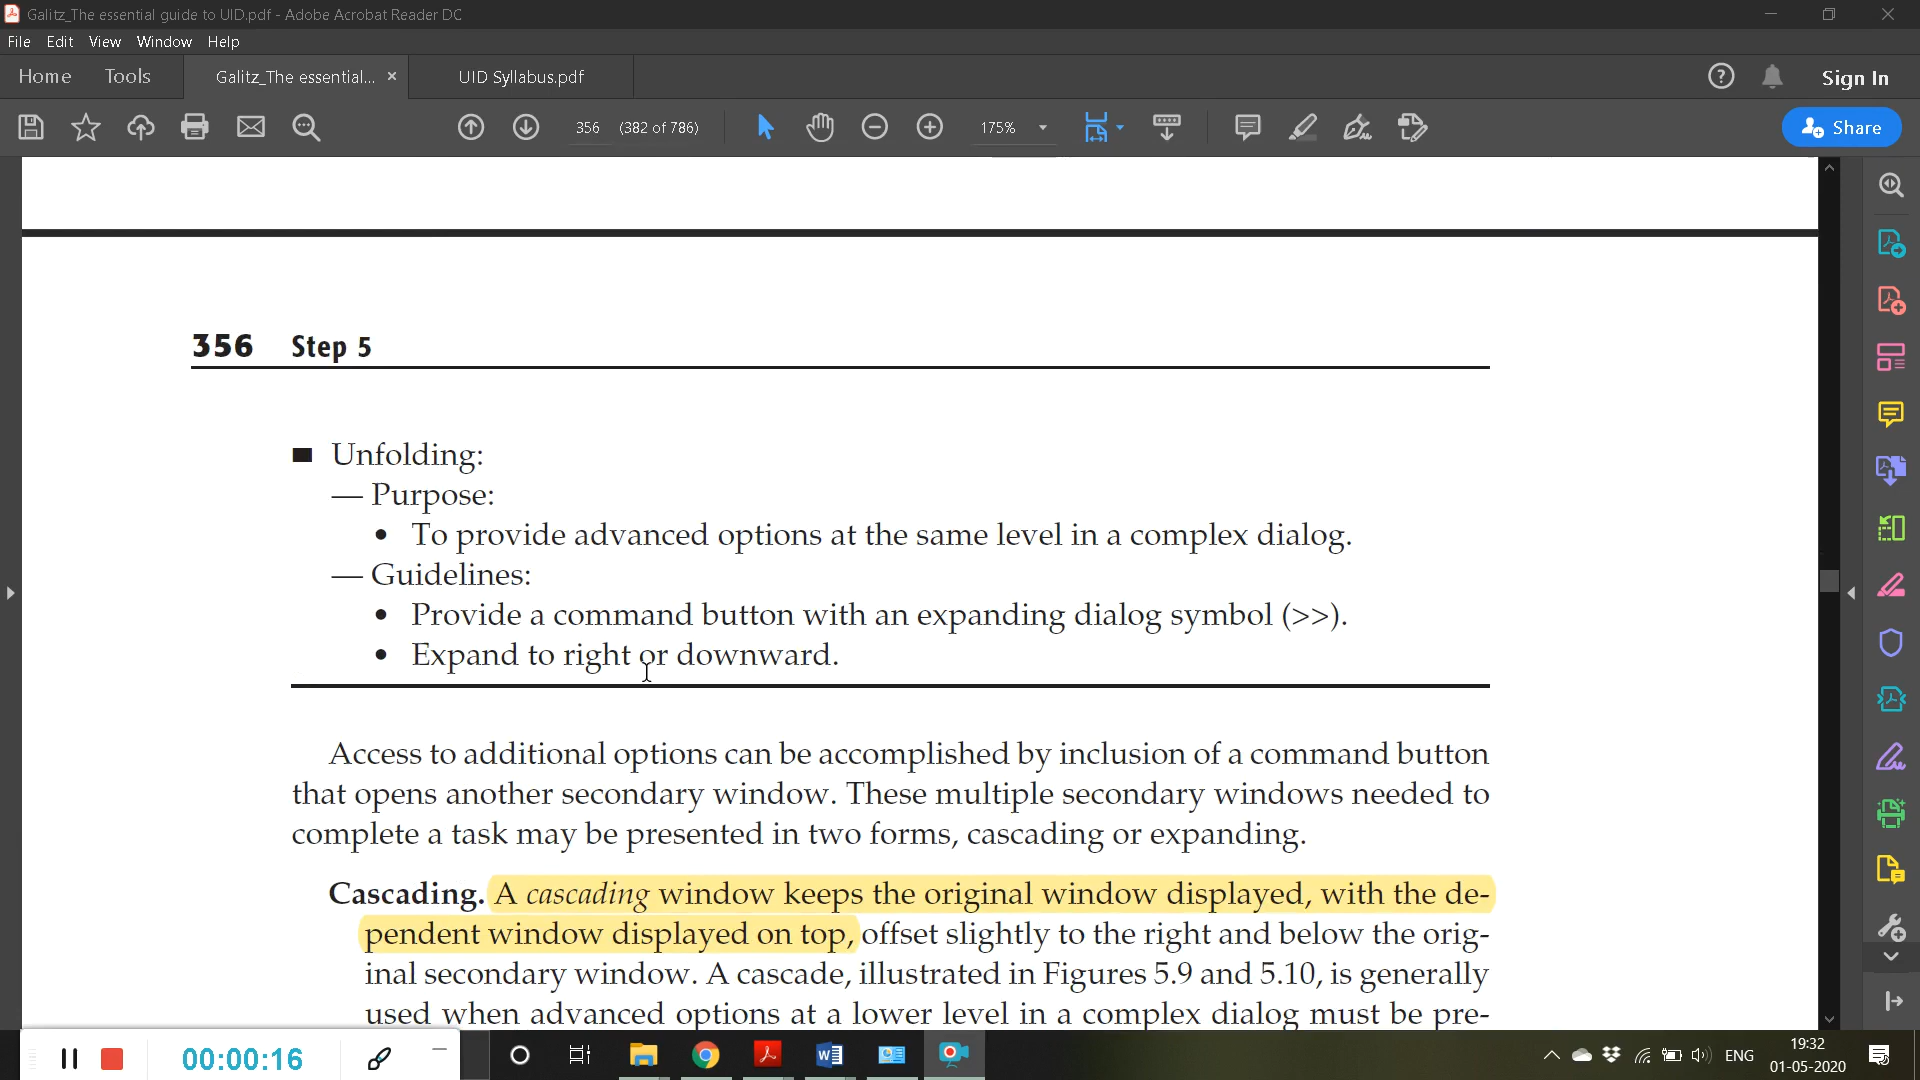 Galitz_The essential guide to UID.pdf - Adobe Acrobat Reader DC
File Edit View Window Help
Home Tools Galitz_The essential... × UID Syllabus.pdf Sign In
356 (382 of 786) 175% Share
356 Step 5
■ Unfolding:
— Purpose:
• To provide advanced options at the same level in a complex dialog.
— Guidelines:
• Provide a command button with an expanding dialog symbol (>>).
• Expand to right or downward.
Access to additional options can be accomplished by inclusion of a command button
that opens another secondary window. These multiple secondary windows needed to
complete a task may be presented in two forms, cascading or expanding.
Cascading. A cascading window keeps the original window displayed, with the de-
pendent window displayed on top, offset slightly to the right and below the orig-
inal secondary window. A cascade, illustrated in Figures 5.9 and 5.10, is generally
used when advanced options at a lower level in a complex dialog must be pre-
00:00:16
ENG
19:32
01-05-2020